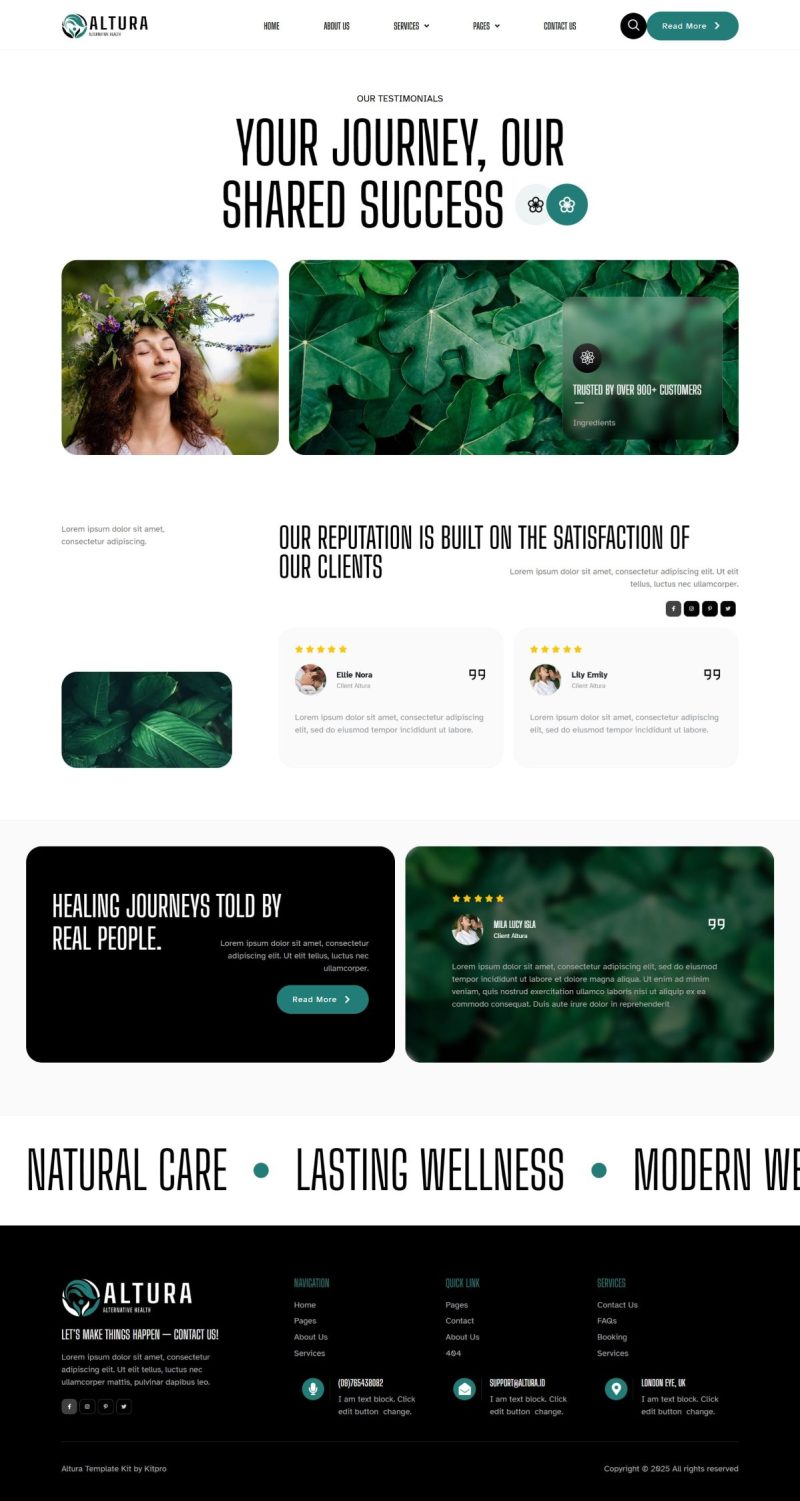 ALTURA
ALTERNATIVE HEALTH
HOME
ABOUT US
SERVICES
PAGES
CONTACT US
Read More
OUR TESTIMONIALS
YOUR JOURNEY, OUR
SHARED SUCCESS
TRUSTED BY OVER 900+ CUSTOMERS
Ingredients
Lorem ipsum dolor sit amet,
consectetur adipiscing.
OUR REPUTATION IS BUILT ON THE SATISFACTION OF
OUR CLIENTS
Lorem ipsum dolor sit amet, consectetur adipiscing elit. Ut elit
tellus, luctus nec ullamcorper.
Ellie Nora
Client Altura
Lorem ipsum dolor sit amet, consectetur adipiscing
elit, sed do eiusmod tempor incididunt ut labore.
Lily Emily
Client Altura
Lorem ipsum dolor sit amet, consectetur adipiscing
elit, sed do eiusmod tempor incididunt ut labore.
HEALING JOURNEYS TOLD BY
REAL PEOPLE.
Lorem ipsum dolor sit amet, consectetur
adipiscing elit. Ut elit tellus, luctus nec
ullamcorper.
Read More
MILA LUCY ISLA
Client Altura
Lorem ipsum dolor sit amet, consectetur adipiscing elit, sed do eiusmod
tempor incididunt ut labore et dolore magna aliqua. Ut enim ad minim
veniam, quis nostrud exercitation ullamco laboris nisi ut aliquip ex ea
commodo consequat. Duis aute irure dolor in reprehenderit
NATURAL CARE • LASTING WELLNESS • MODERN WE
ALTURA
ALTERNATIVE HEALTH
LET'S MAKE THINGS HAPPEN — CONTACT US!
Lorem ipsum dolor sit amet, consectetur
adipiscing elit. Ut elit tellus, luctus nec
ullamcorper mattis, pulvinar dapibus leo.
NAVIGATION
Home
Pages
About Us
Services
QUICK LINK
Pages
Contact
About Us
404
SERVICES
Contact Us
FAQs
Booking
Services
(08)765438082
I am text block. Click
edit button change.
SUPPORT@ALTURA.ID
I am text block. Click
edit button change.
LONDON EYE, UK
I am text block. Click
edit button change.
Altura Template Kit by Kitpro
Copyright © 2025 All rights reserved